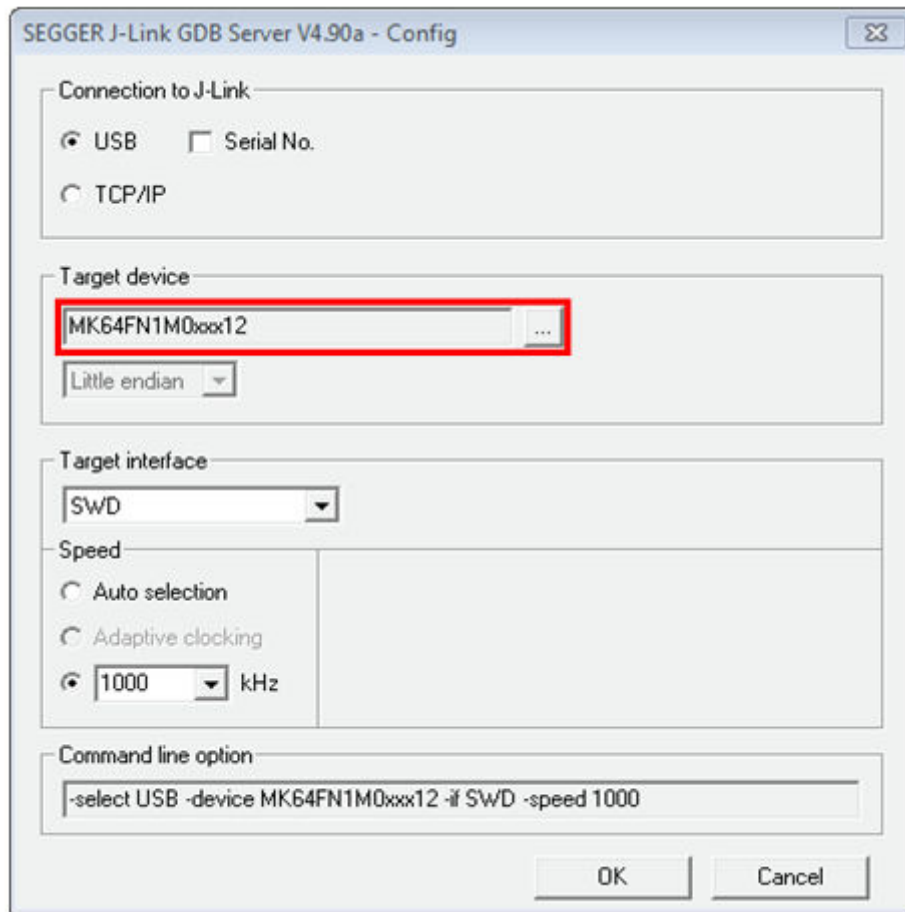 SEGGER J-Link GDB Server V4.90a - Config
Connection to J-Link
USB Serial No.
TCP/IP
Target device
MK64FN1M0xxx12 ...
Little endian
Target interface
SWD
Speed
Auto selection
Adaptive clocking
1000 kHz
Command line option
-select USB -device MK64FN1M0xxx12 -if SWD -speed 1000
OK Cancel